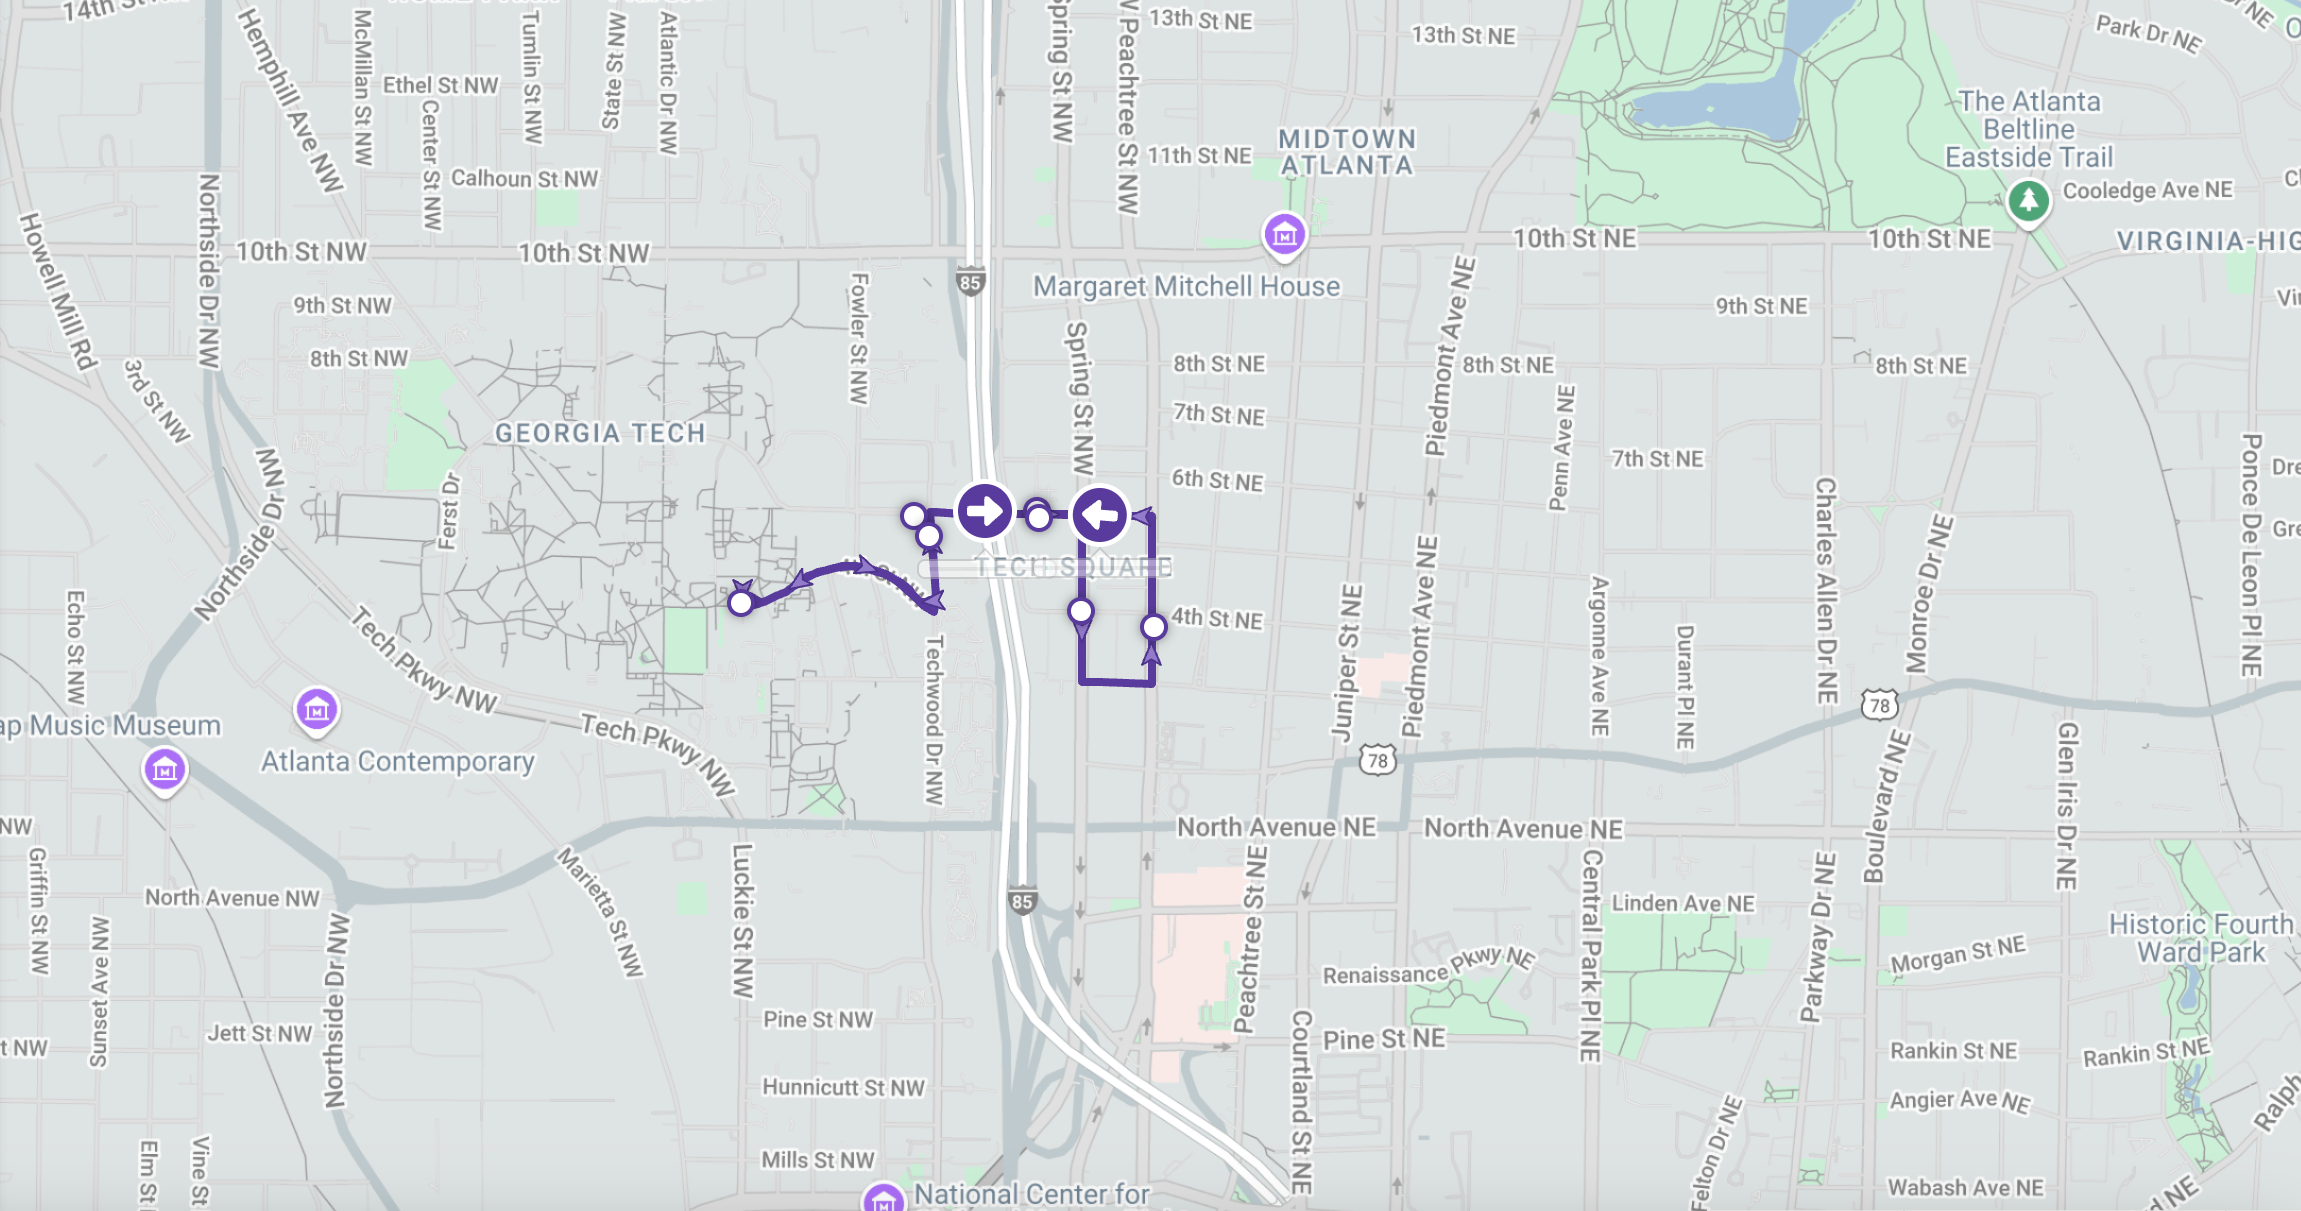 14th St
Hemphill Ave NW
McMillan St NW
Ethel St NW
Center St NW
Tumlin St NW
State St NW
Atlantic Dr NW
Calhoun St NW
Spring St NW
W Peachtree St NW
13th St NE
13th St NE
11th St NE
MIDTOWN
ATLANTA
Park Dr NE
The Atlanta
Beltline
Eastside Trail
Cooledge Ave NE
VIRGINIA-HIG
Howell Mill Rd
Northside Dr NW
10th St NW
10th St NW
10th St NE
10th St NE
85
Margaret Mitchell House
9th St NW
8th St NW
3rd St NW
Fowler St NW
Spring St NW
8th St NE
7th St NE
6th St NE
Piedmont Ave NE
8th St NE
9th St NE
8th St NE
7th St NE
Penn Ave NE
Charles Allen Dr NE
Monroe Dr NE
Ponce De Leon Pl NE
GEORGIA TECH
Ferst Dr
Northside Dr NW
TECH SQUARE
4th St NE
Juniper St NE
Piedmont Ave NE
Argonne Ave NE
Durant Pl NE
78
78
Echo St NW
Tech Pkwy NW
Tech Pkwy NW
Techwood Dr NW
ap Music Museum
Atlanta Contemporary
North Avenue NE
North Avenue NE
Boulevard NE
Glen Iris Dr NE
NW
Griffin St NW
North Avenue NW
Sunset Ave NW
Marietta St NW
Luckie St NW
85
Peachtree St NE
Central Park Pl NE
Linden Ave NE
Parkway Dr NE
Morgan St NE
Historic Fourth
Ward Park
Renaissance Pkwy NE
Northside Dr NW
Jett St NW
t NW
Pine St NW
Pine St NE
Courtland St NE
Rankin St NE
Rankin St NE
Hunnicutt St NW
Angier Ave NE
Ralph
Felton Dr NE
Elm St
Vine St
Mills St NW
National Center for
Wabash Ave NE
d NE